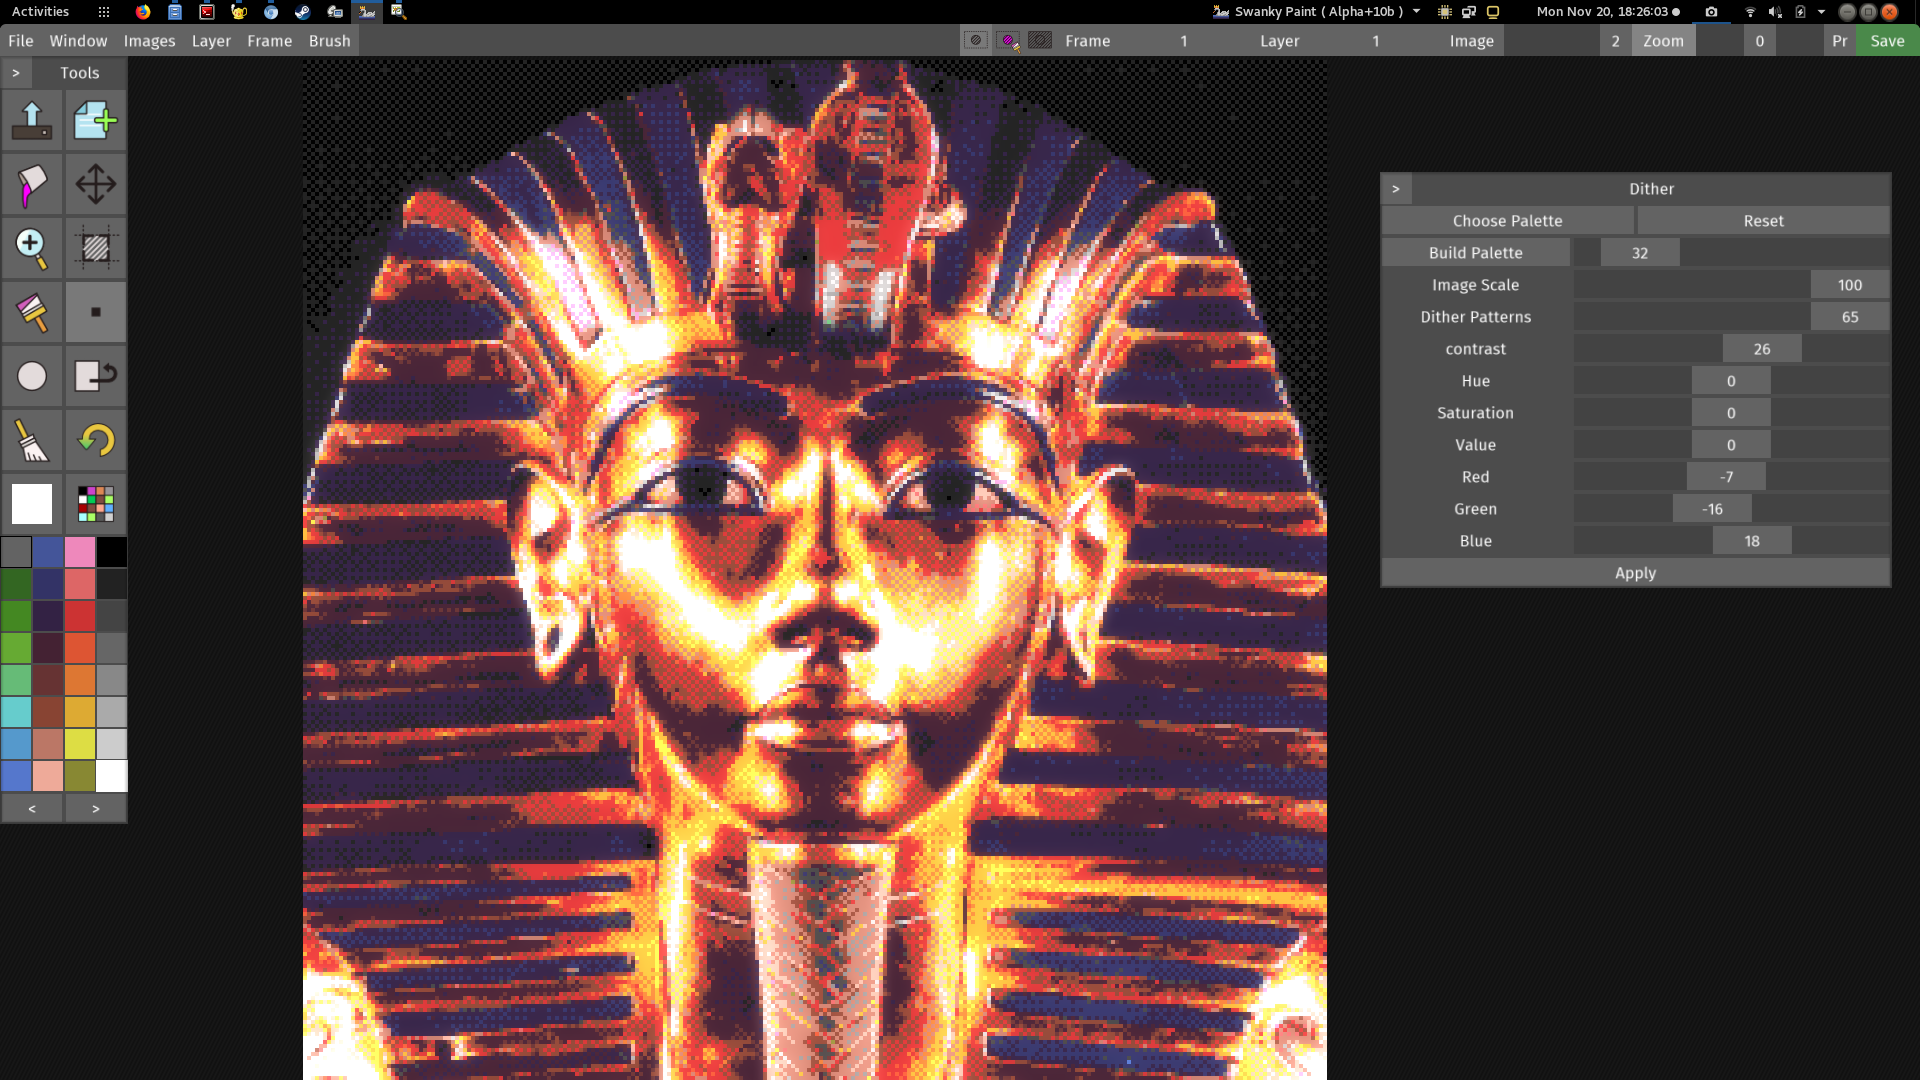 Activities Swanky Paint ( Alpha+10b ) Mon Nov 20, 18:26:03
File Window Images Layer Frame Brush Frame 1 Layer 1 Image 2 Zoom 0 Pr Save
> Tools
> Dither
Choose Palette Reset
Build Palette 32
Image Scale 100
Dither Patterns 65
contrast 26
Hue 0
Saturation 0
Value 0
Red -7
Green -16
Blue 18
Apply
< >